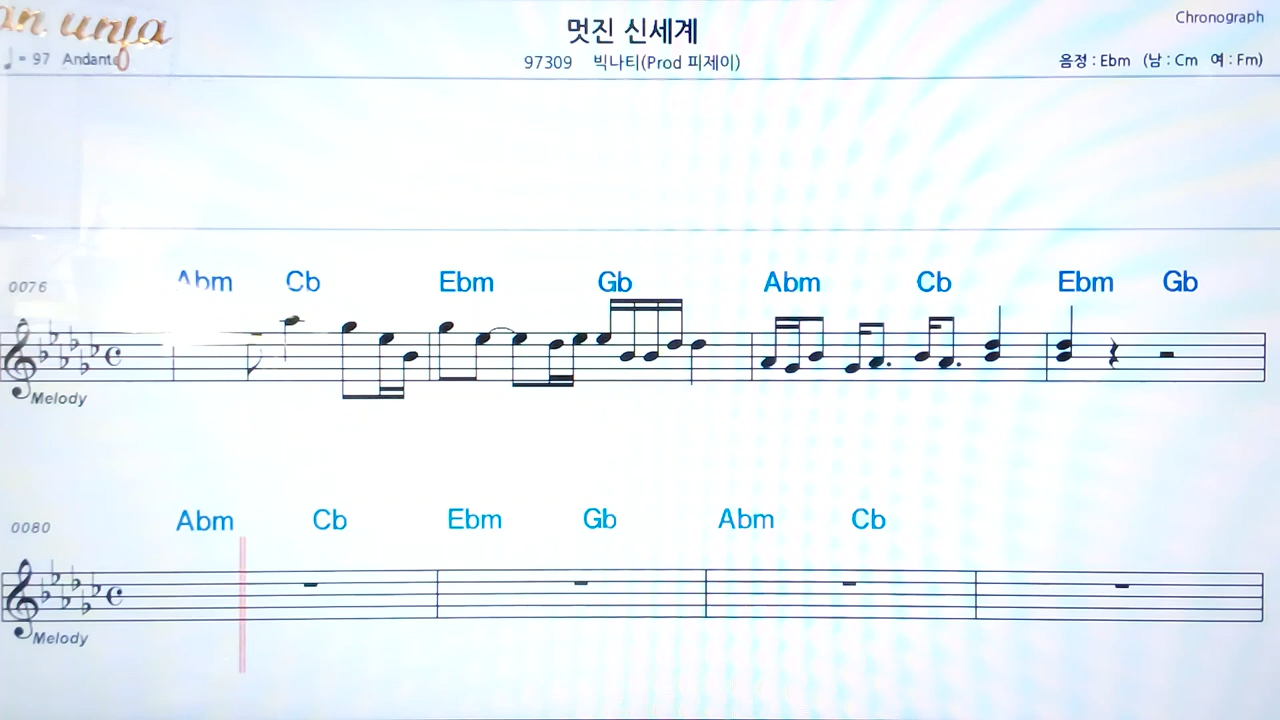 멋진 신세계
Chronograph
♩ = 97 Andante
97309 빅나티(Prod 피제이)
음정 : Ebm (남 : Cm 여 : Fm)
0076
Abm Cb Ebm Gb Abm Cb Ebm Gb
Melody
0080
Abm Cb Ebm Gb Abm Cb
Melody